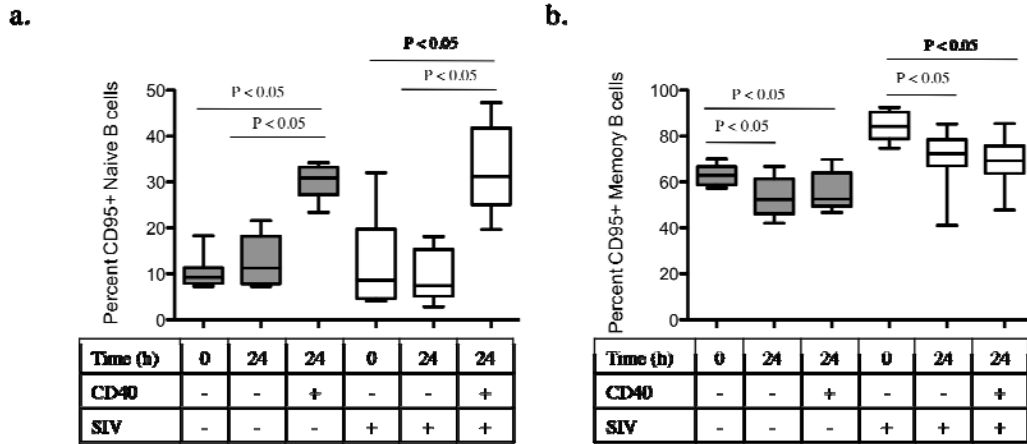 a.
P < 0.05
P < 0.05
P < 0.05
P < 0.05
Percent CD95+ Naive B cells
50
40
30
20
10
0
Time (h) 0 24 24 0 24 24
CD40 - - + - - +
SIV - - - + + +
b.
P < 0.05
P < 0.05
P < 0.05
P < 0.05
Percent CD95+ Memory B cells
100
80
60
40
20
0
Time (h) 0 24 24 0 24 24
CD40 - - + - - +
SIV - - - + + +